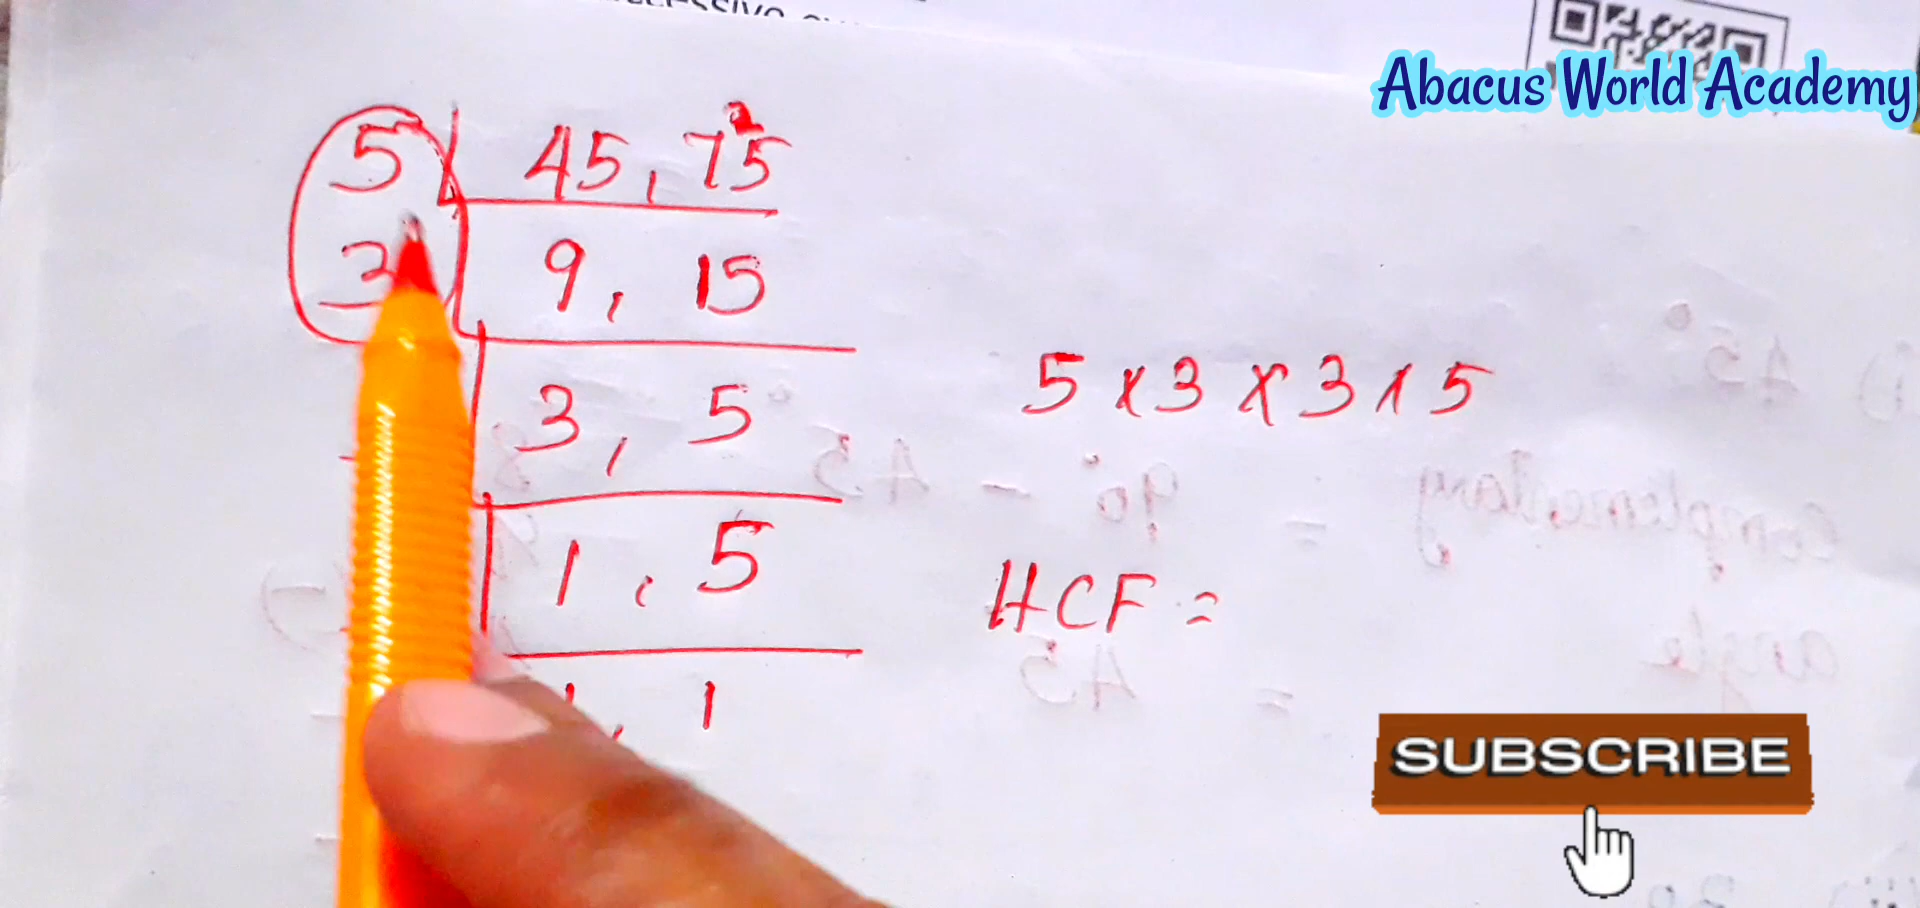 Abacus World Academy
5 45, 75
3 9, 15
3, 5
1, 5
1, 1
5 x 3 x 3 x 5
HCF =
SUBSCRIBE